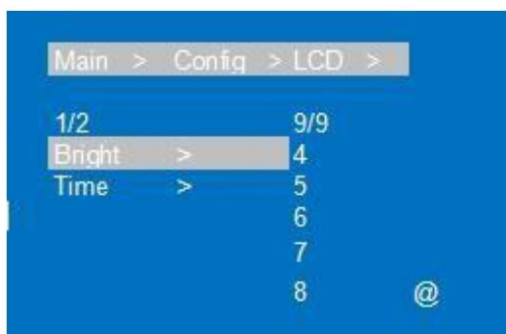 Main > Config > LCD >
1/2 9/9
Bright > 4
Time > 5
6
7
8 @